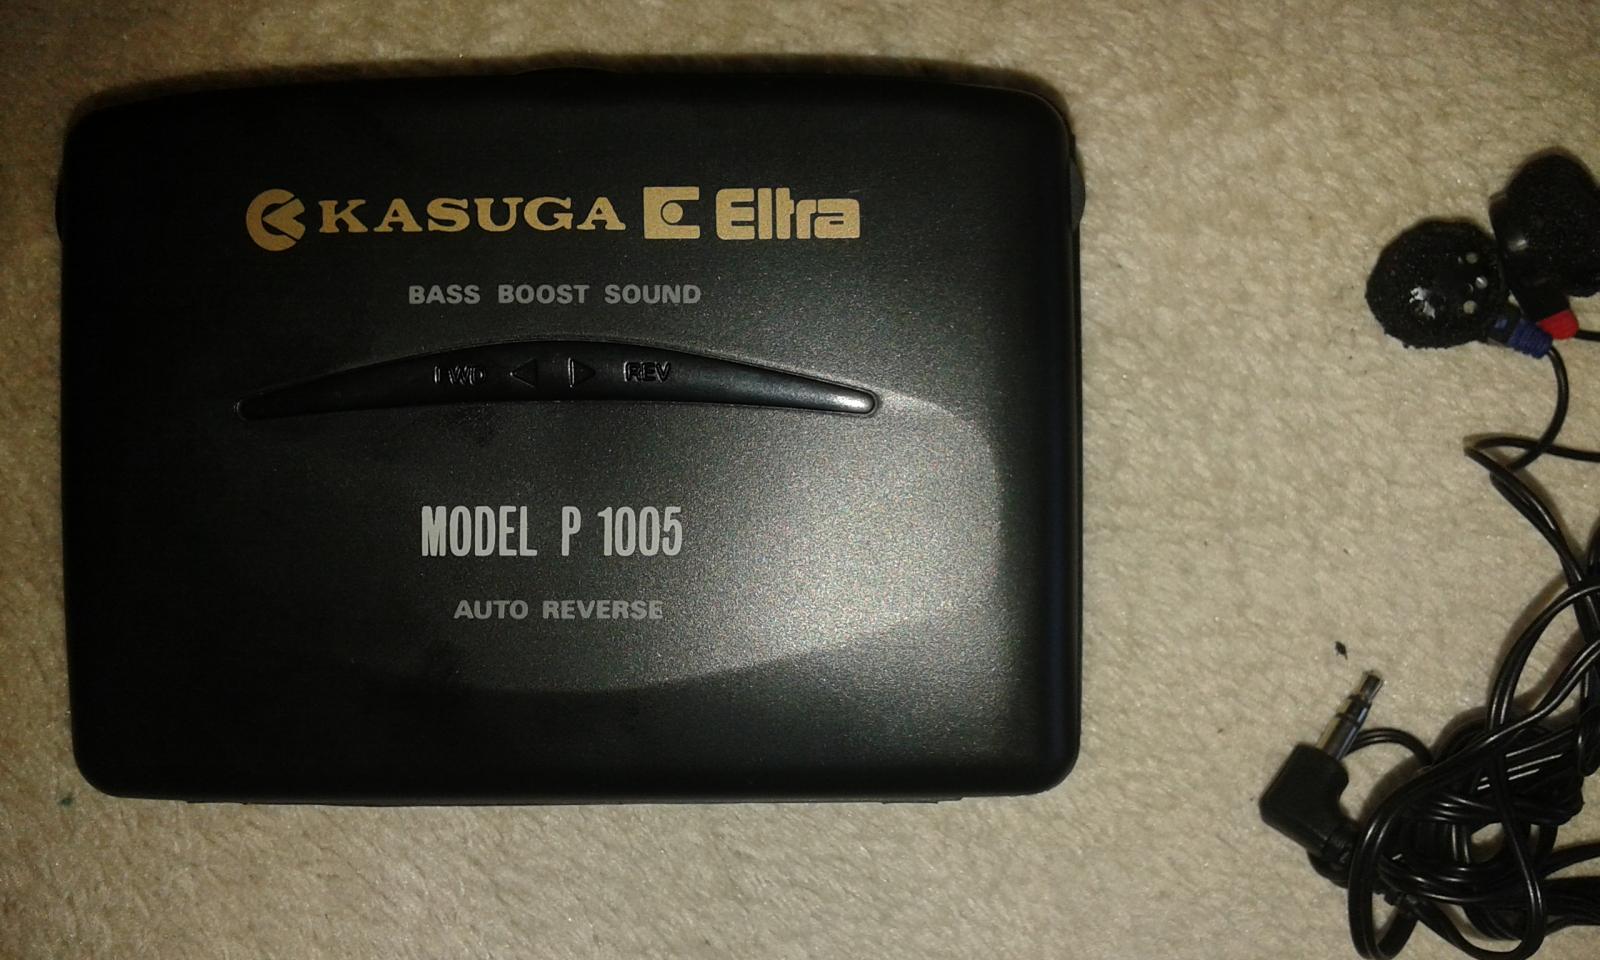 KASUGA Eltra
BASS BOOST SOUND
FWD REV
MODEL P 1005
AUTO REVERSE